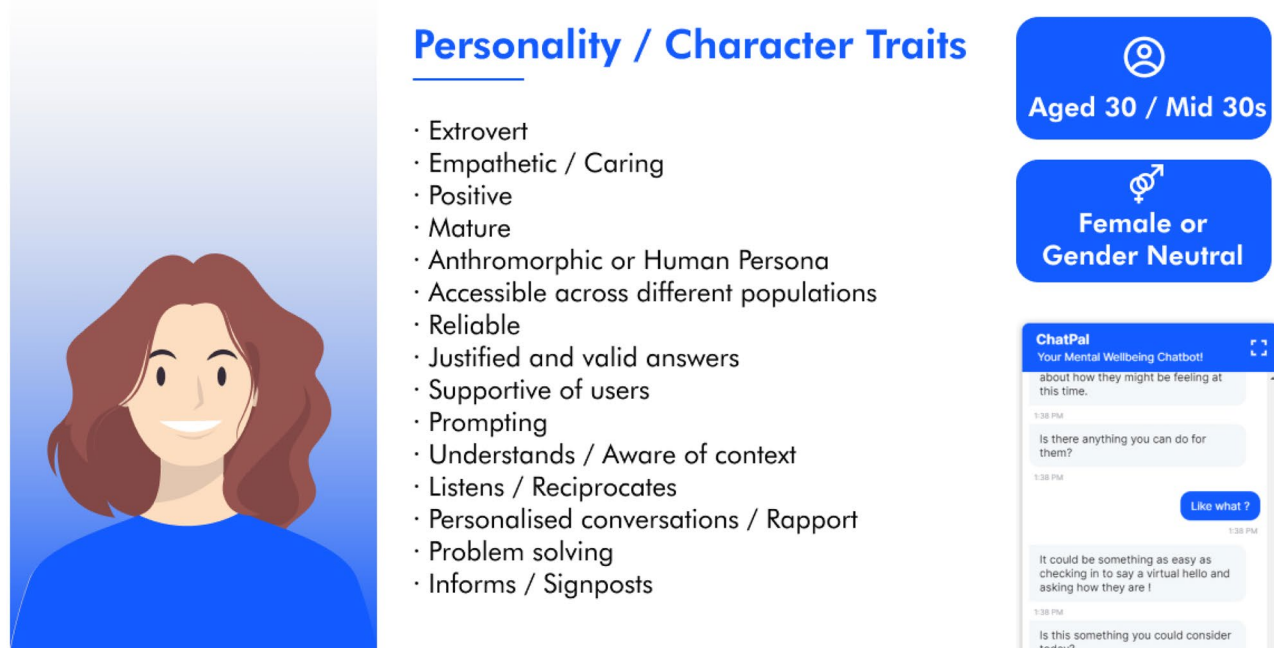 Personality / Character Traits
· Extrovert
· Empathetic / Caring
· Positive
· Mature
· Anthromorphic or Human Persona
· Accessible across different populations
· Reliable
· Justified and valid answers
· Supportive of users
· Prompting
· Understands / Aware of context
· Listens / Reciprocates
· Personalised conversations / Rapport
· Problem solving
· Informs / Signposts
Aged 30 / Mid 30s
Female or
Gender Neutral
ChatPal
Your Mental Wellbeing Chatbot!
about how they might be feeling at
this time.
1:38 PM
Is there anything you can do for
them?
1:38 PM
Like what ?
1:38 PM
It could be something as easy as
checking in to say a virtual hello and
asking how they are !
1:38 PM
Is this something you could consider
today?